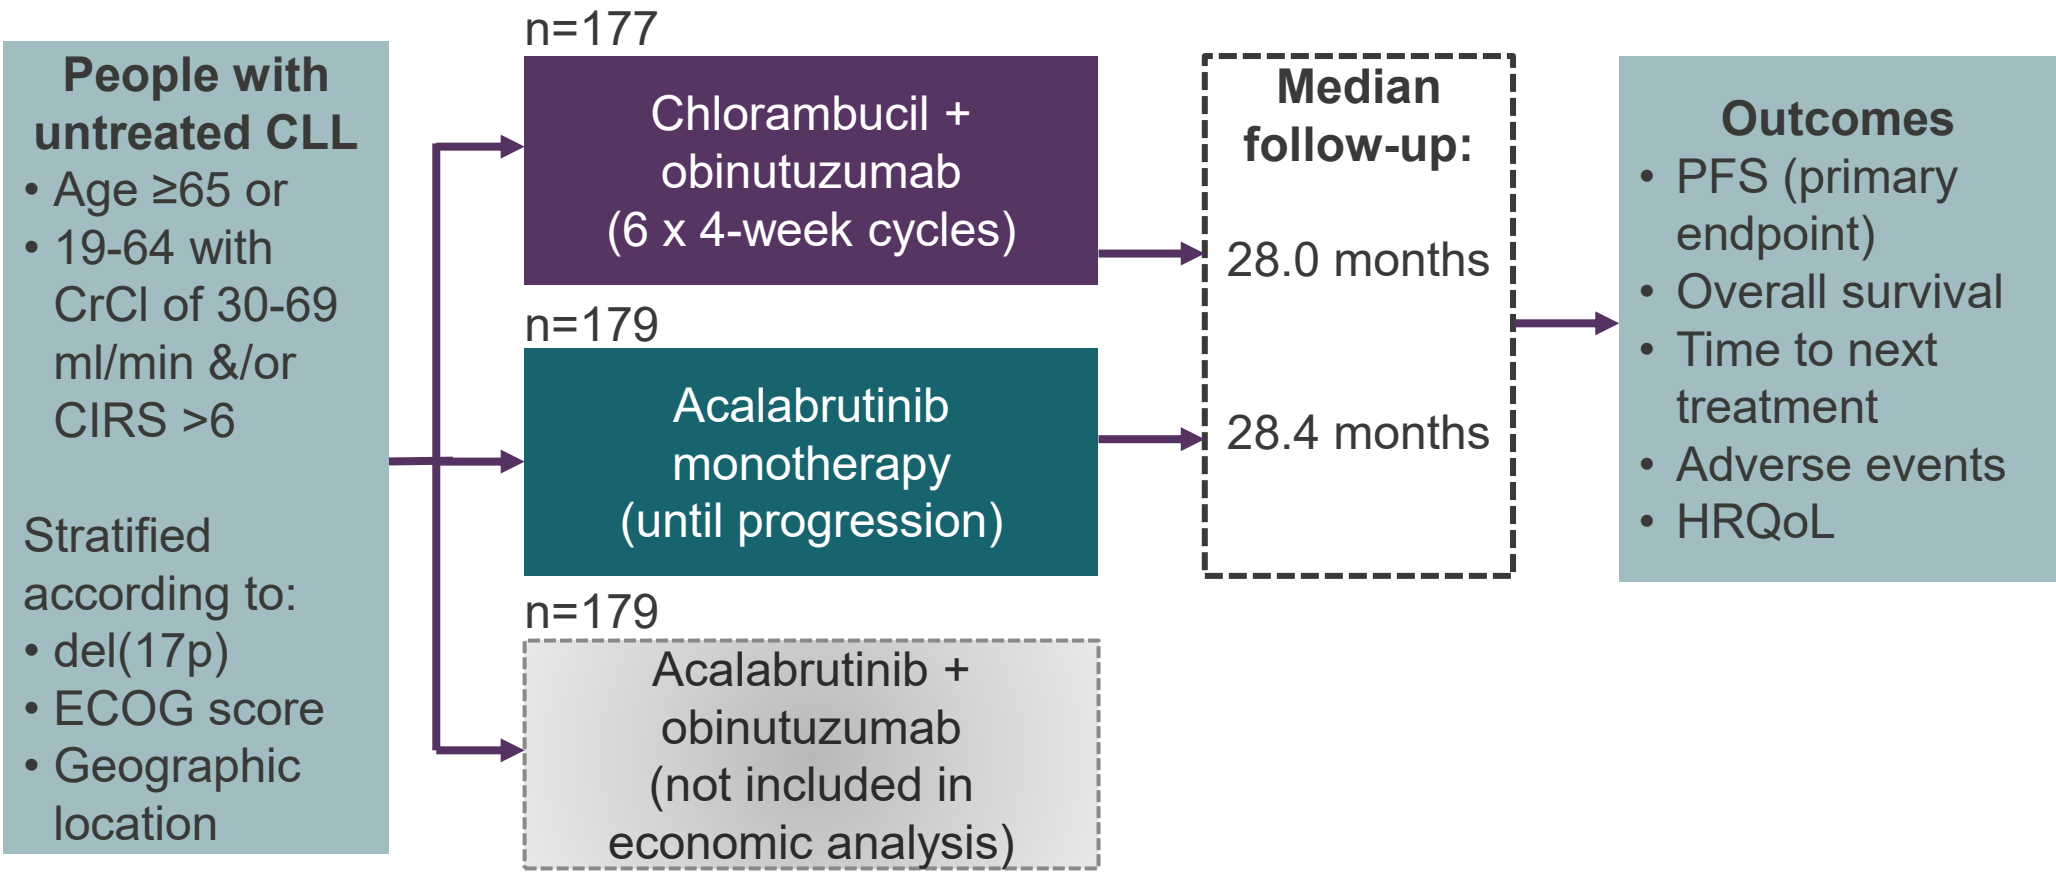 People with
untreated CLL
• Age ≥65 or
• 19-64 with
CrCl of 30-69
ml/min &/or
CIRS >6
Stratified
according to:
• del(17p)
• ECOG score
• Geographic
location
n=177
Chlorambucil +
obinutuzumab
(6 x 4-week cycles)
n=179
Acalabrutinib
monotherapy
(until progression)
n=179
Acalabrutinib +
obinutuzumab
(not included in
economic analysis)
Median
follow-up:
28.0 months
28.4 months
Outcomes
• PFS (primary
endpoint)
• Overall survival
• Time to next
treatment
• Adverse events
• HRQoL